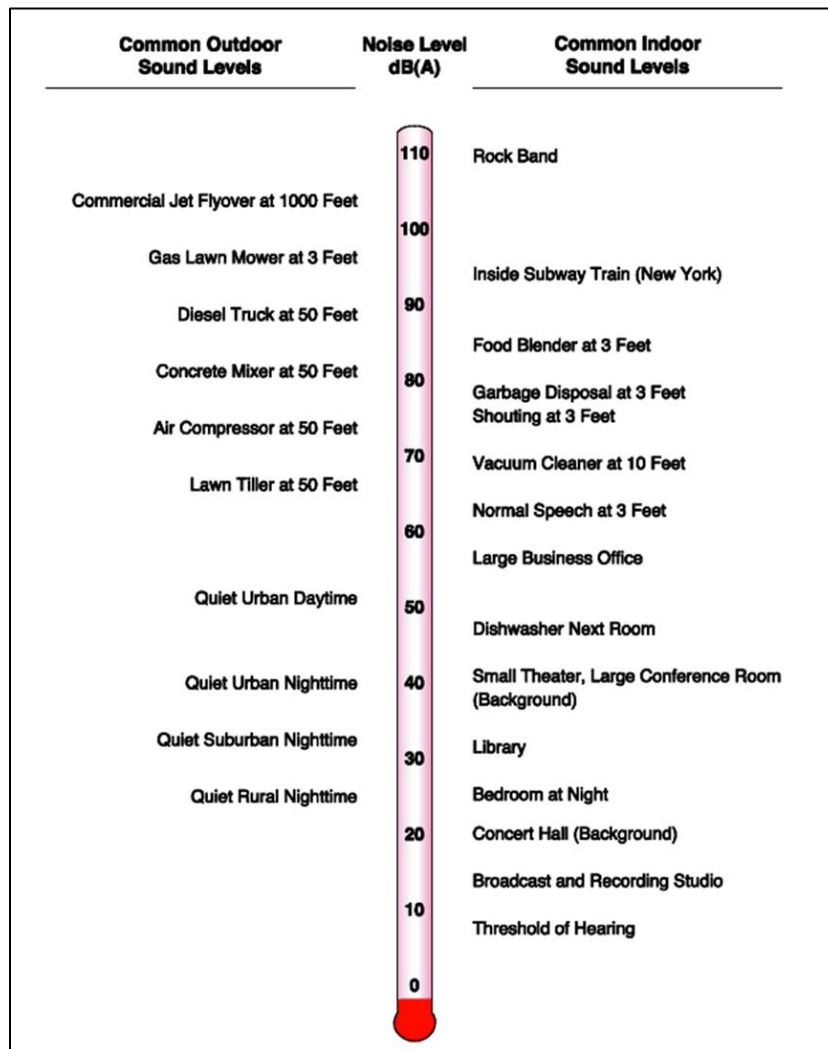 Common Outdoor
Sound Levels
Noise Level
dB(A)
Common Indoor
Sound Levels
110
Rock Band
Commercial Jet Flyover at 1000 Feet
100
Gas Lawn Mower at 3 Feet
Inside Subway Train (New York)
90
Diesel Truck at 50 Feet
Food Blender at 3 Feet
Concrete Mixer at 50 Feet
80
Garbage Disposal at 3 Feet
Shouting at 3 Feet
Air Compressor at 50 Feet
70
Vacuum Cleaner at 10 Feet
Lawn Tiller at 50 Feet
Normal Speech at 3 Feet
60
Large Business Office
Quiet Urban Daytime
50
Dishwasher Next Room
Quiet Urban Nighttime
40
Small Theater, Large Conference Room
(Background)
Quiet Suburban Nighttime
Library
30
Quiet Rural Nighttime
Bedroom at Night
20
Concert Hall (Background)
Broadcast and Recording Studio
10
Threshold of Hearing
0